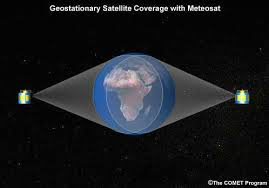 Geostationary Satellite Coverage with Meteosat
©The COMET Program